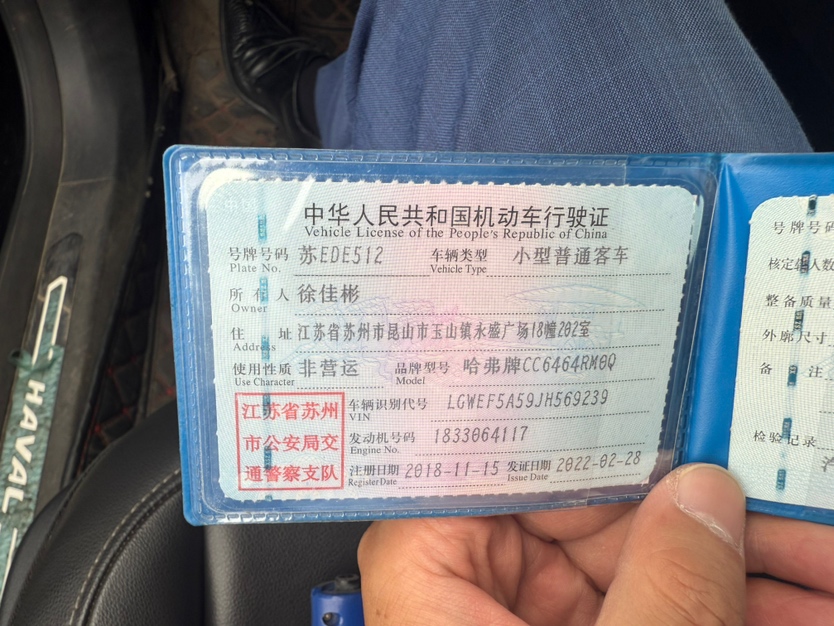 中华人民共和国机动车行驶证
Vehicle License of the People's Republic of China
号牌号码 苏EDE512 车辆类型 小型普通客车
Plate No. Vehicle Type
所有人 徐佳彬
Owner
住址 江苏省苏州市昆山市玉山镇永盛广场18幢202室
Address
使用性质 非营运 品牌型号 哈弗牌CC6464RM0Q
Use Character Model
江苏省苏州
市公安局交
通警察支队
车辆识别代号 LGWEF5A59JH569239
VIN
发动机号码 1833064117
Engine No.
注册日期 2018-11-15 发证日期 2022-02-28
Register Date Issue Date
号牌号
核定载人数
整备质量
外廓尺寸
备注
检验记录
HAVAL